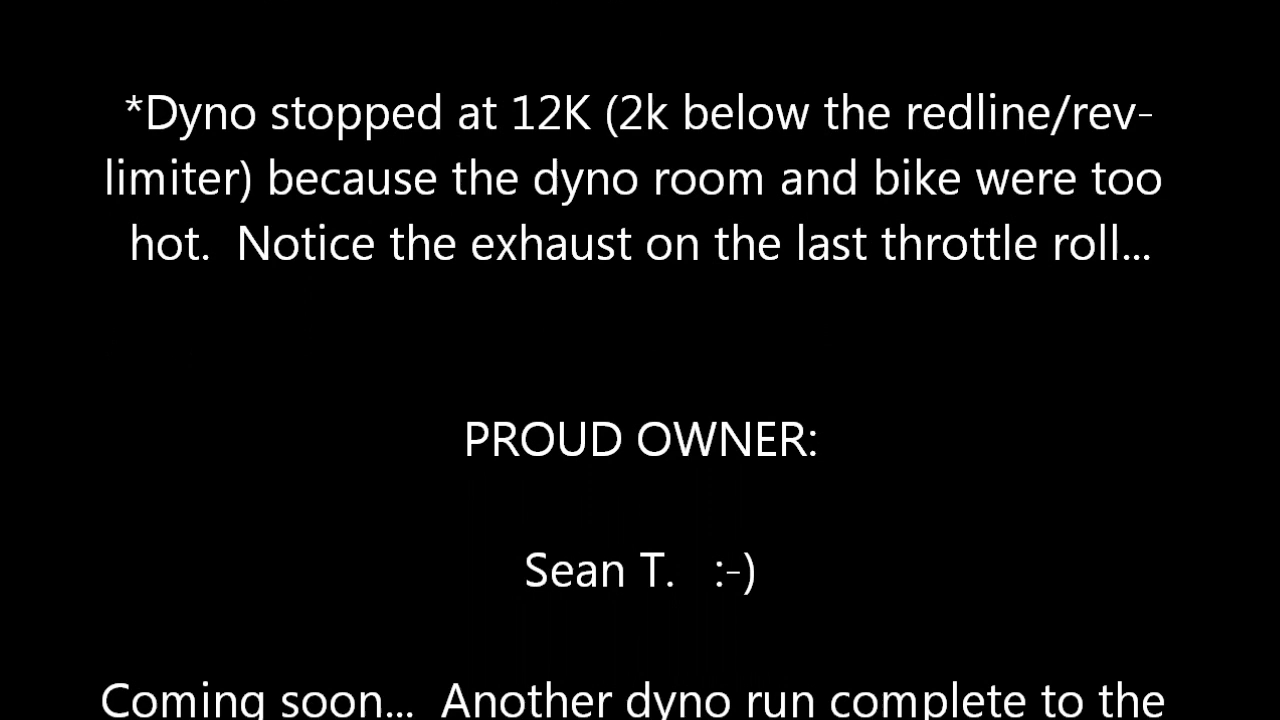 *Dyno stopped at 12K (2k below the redline/rev-
limiter) because the dyno room and bike were too
hot.  Notice the exhaust on the last throttle roll...
PROUD OWNER:
Sean T.   :-)
Coming soon...  Another dyno run complete to the